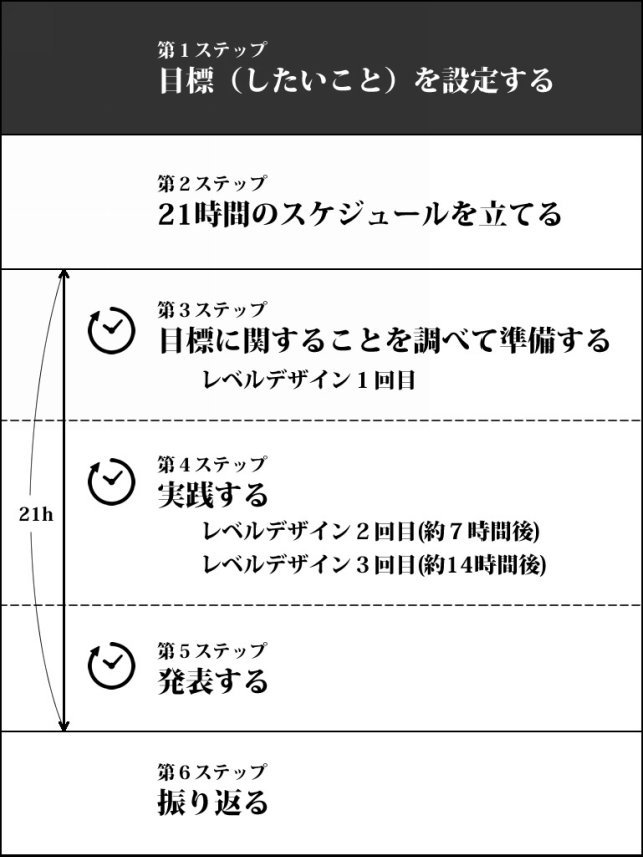 第１ステップ
目標（したいこと）を設定する
第２ステップ
21時間のスケジュールを立てる
第３ステップ
目標に関することを調べて準備する
レベルデザイン１回目
第４ステップ
実践する
レベルデザイン２回目(約７時間後)
レベルデザイン３回目(約14時間後)
21h
第５ステップ
発表する
第６ステップ
振り返る